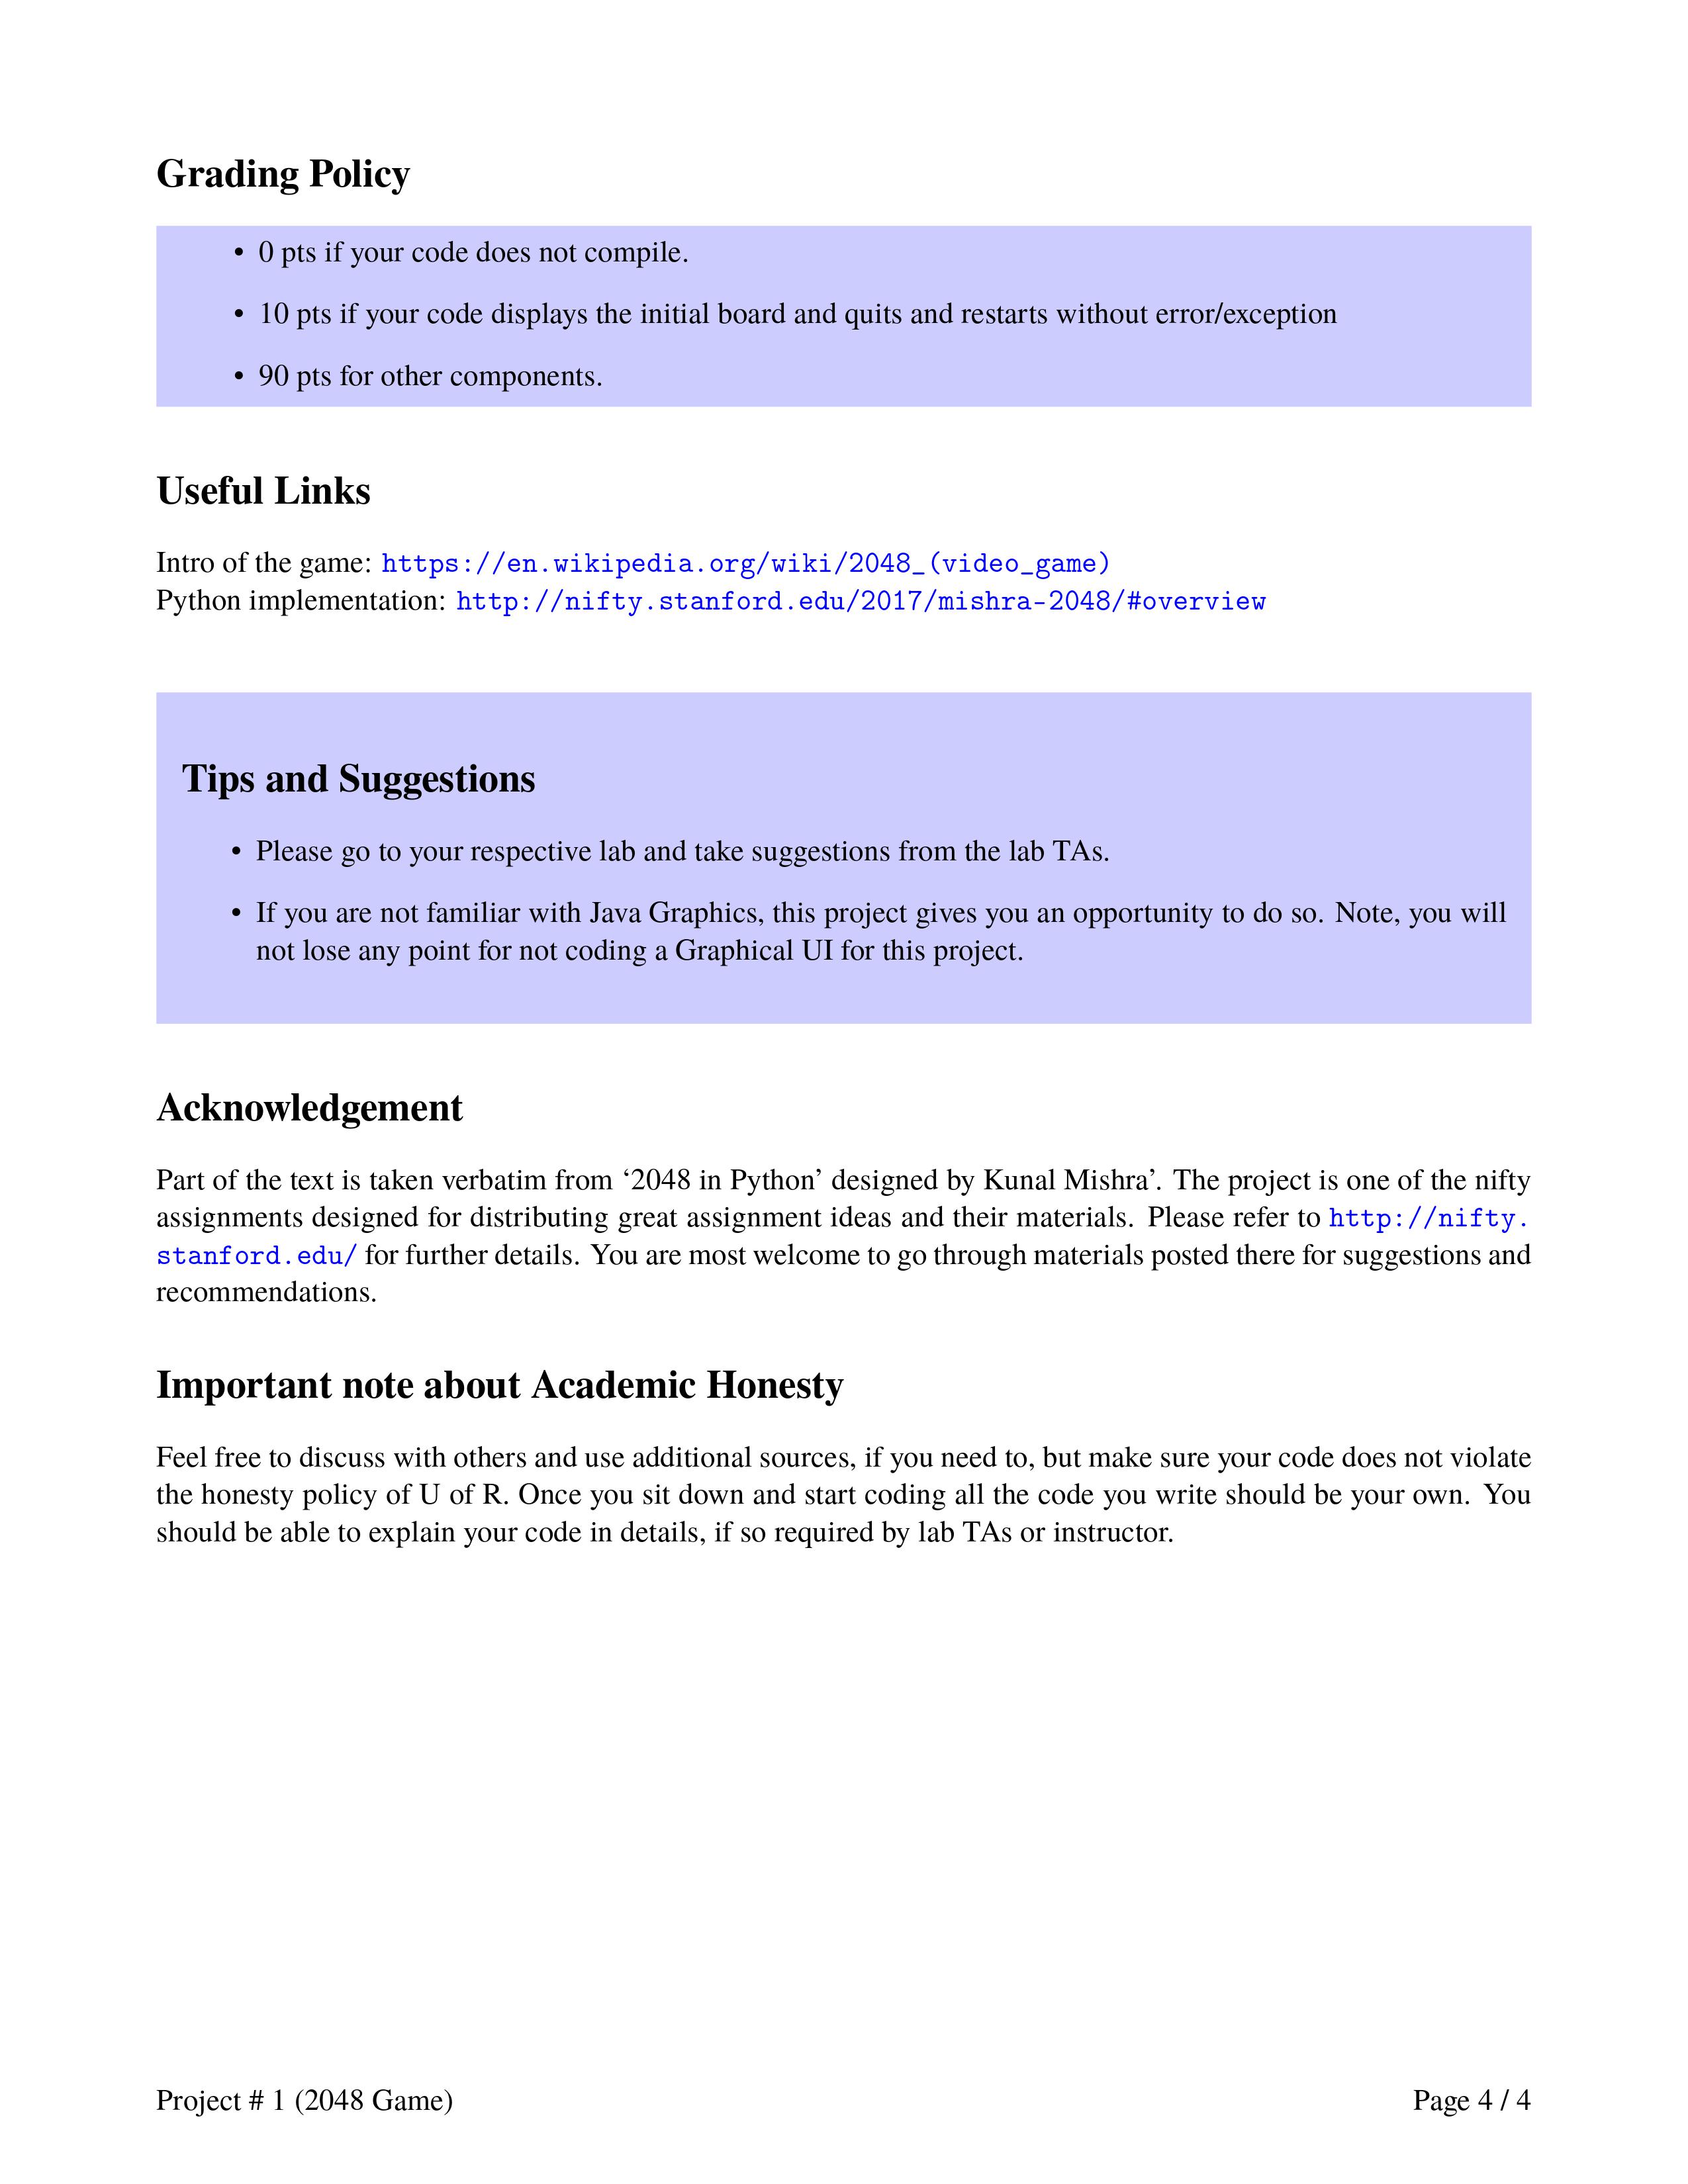 Grading Policy
• 0 pts if your code does not compile.
• 10 pts if your code displays the initial board and quits and restarts without error/exception
• 90 pts for other components.
Useful Links
Intro of the game: https://en.wikipedia.org/wiki/2048_(video_game)
Python implementation: http://nifty.stanford.edu/2017/mishra-2048/#overview
Tips and Suggestions
• Please go to your respective lab and take suggestions from the lab TAs.
• If you are not familiar with Java Graphics, this project gives you an opportunity to do so. Note, you will
not lose any point for not coding a Graphical UI for this project.
Acknowledgement
Part of the text is taken verbatim from ‘2048 in Python’ designed by Kunal Mishra’. The project is one of the nifty
assignments designed for distributing great assignment ideas and their materials. Please refer to http://nifty.
stanford.edu/ for further details. You are most welcome to go through materials posted there for suggestions and
recommendations.
Important note about Academic Honesty
Feel free to discuss with others and use additional sources, if you need to, but make sure your code does not violate
the honesty policy of U of R. Once you sit down and start coding all the code you write should be your own. You
should be able to explain your code in details, if so required by lab TAs or instructor.
Project # 1 (2048 Game)
Page 4 / 4